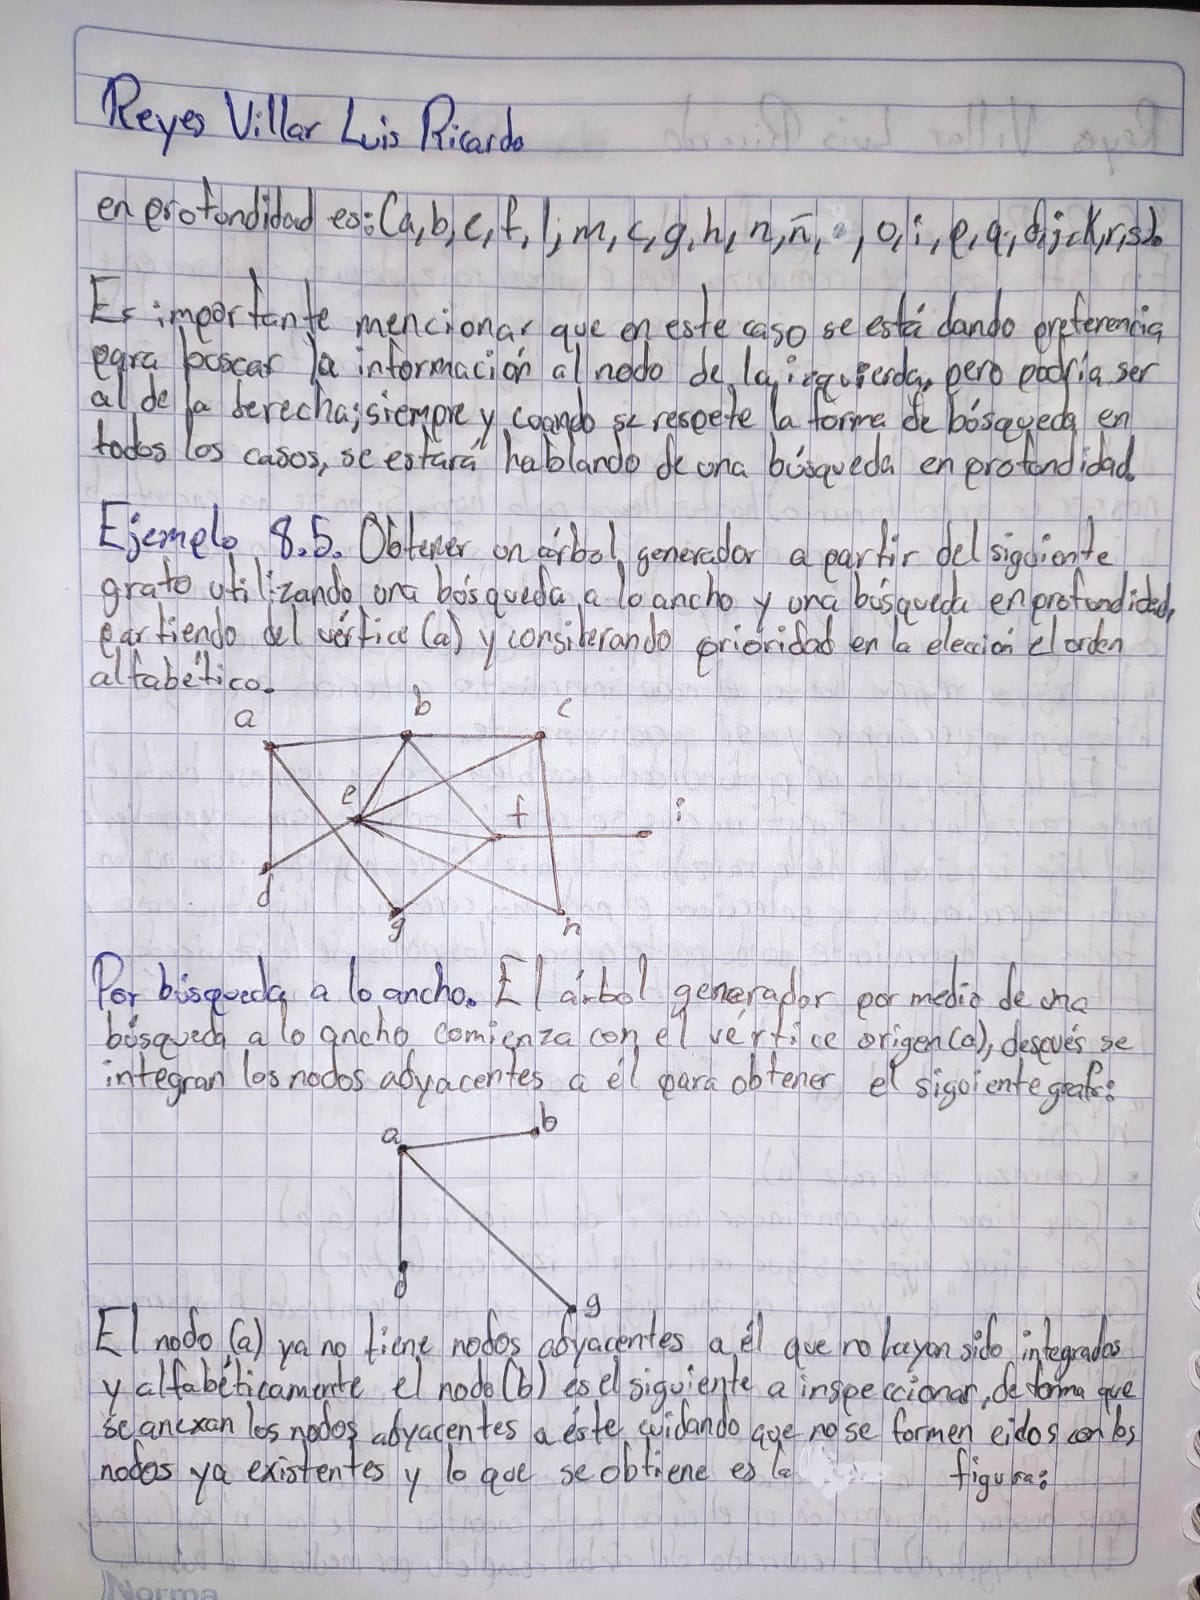 Reyes Villar Luis Ricardo
en profondidad es: (a, b, e, f, l, m, c, g, h, n, ñ, o, i, p, q, d, j, k, r, s).
Es importante mencionar que en este caso se está dando preferencia
para buscar la información al nodo de la izquierda, pero podría ser
al de la derecha; siempre y coando se respete la forma de búsqueda en
todos los casos, se estará hablando de una búsqueda en profondidad.
Ejemplo 8.5. Obtener un árbol generador a partir del siguiente
grafo utilizando una búsqueda a lo ancho y una búsqueda en profundidad,
partiendo del vértice (a) y considerando prioridad en la elección el orden
alfabético.
a b c
e f i
d g h
Por búsqueda a lo ancho. El árbol generador por medio de una
búsqueda a lo ancho comienza con el vértice origen (a), después se
integran los nodos adyacentes a él para obtener el siguiente grafo:
a b
d g
El nodo (a) ya no tiene nodos adyacentes a él que no hayan sido integrados
y alfabéticamente el nodo (b) es el siguiente a inspeccionar, de forma que
se anexan los nodos adyacentes a éste cuidando que no se formen ciclos con los
nodos ya existentes y lo que se obtiene es la figura:
Norma